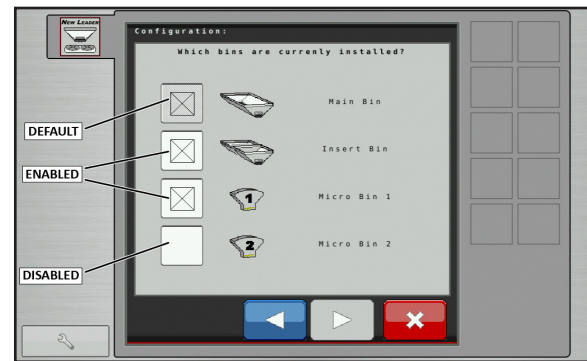 New Leader
Configuration:
Which bins are currenly installed?
Main Bin
DEFAULT
Insert Bin
ENABLED
1
Micro Bin 1
2
Micro Bin 2
DISABLED